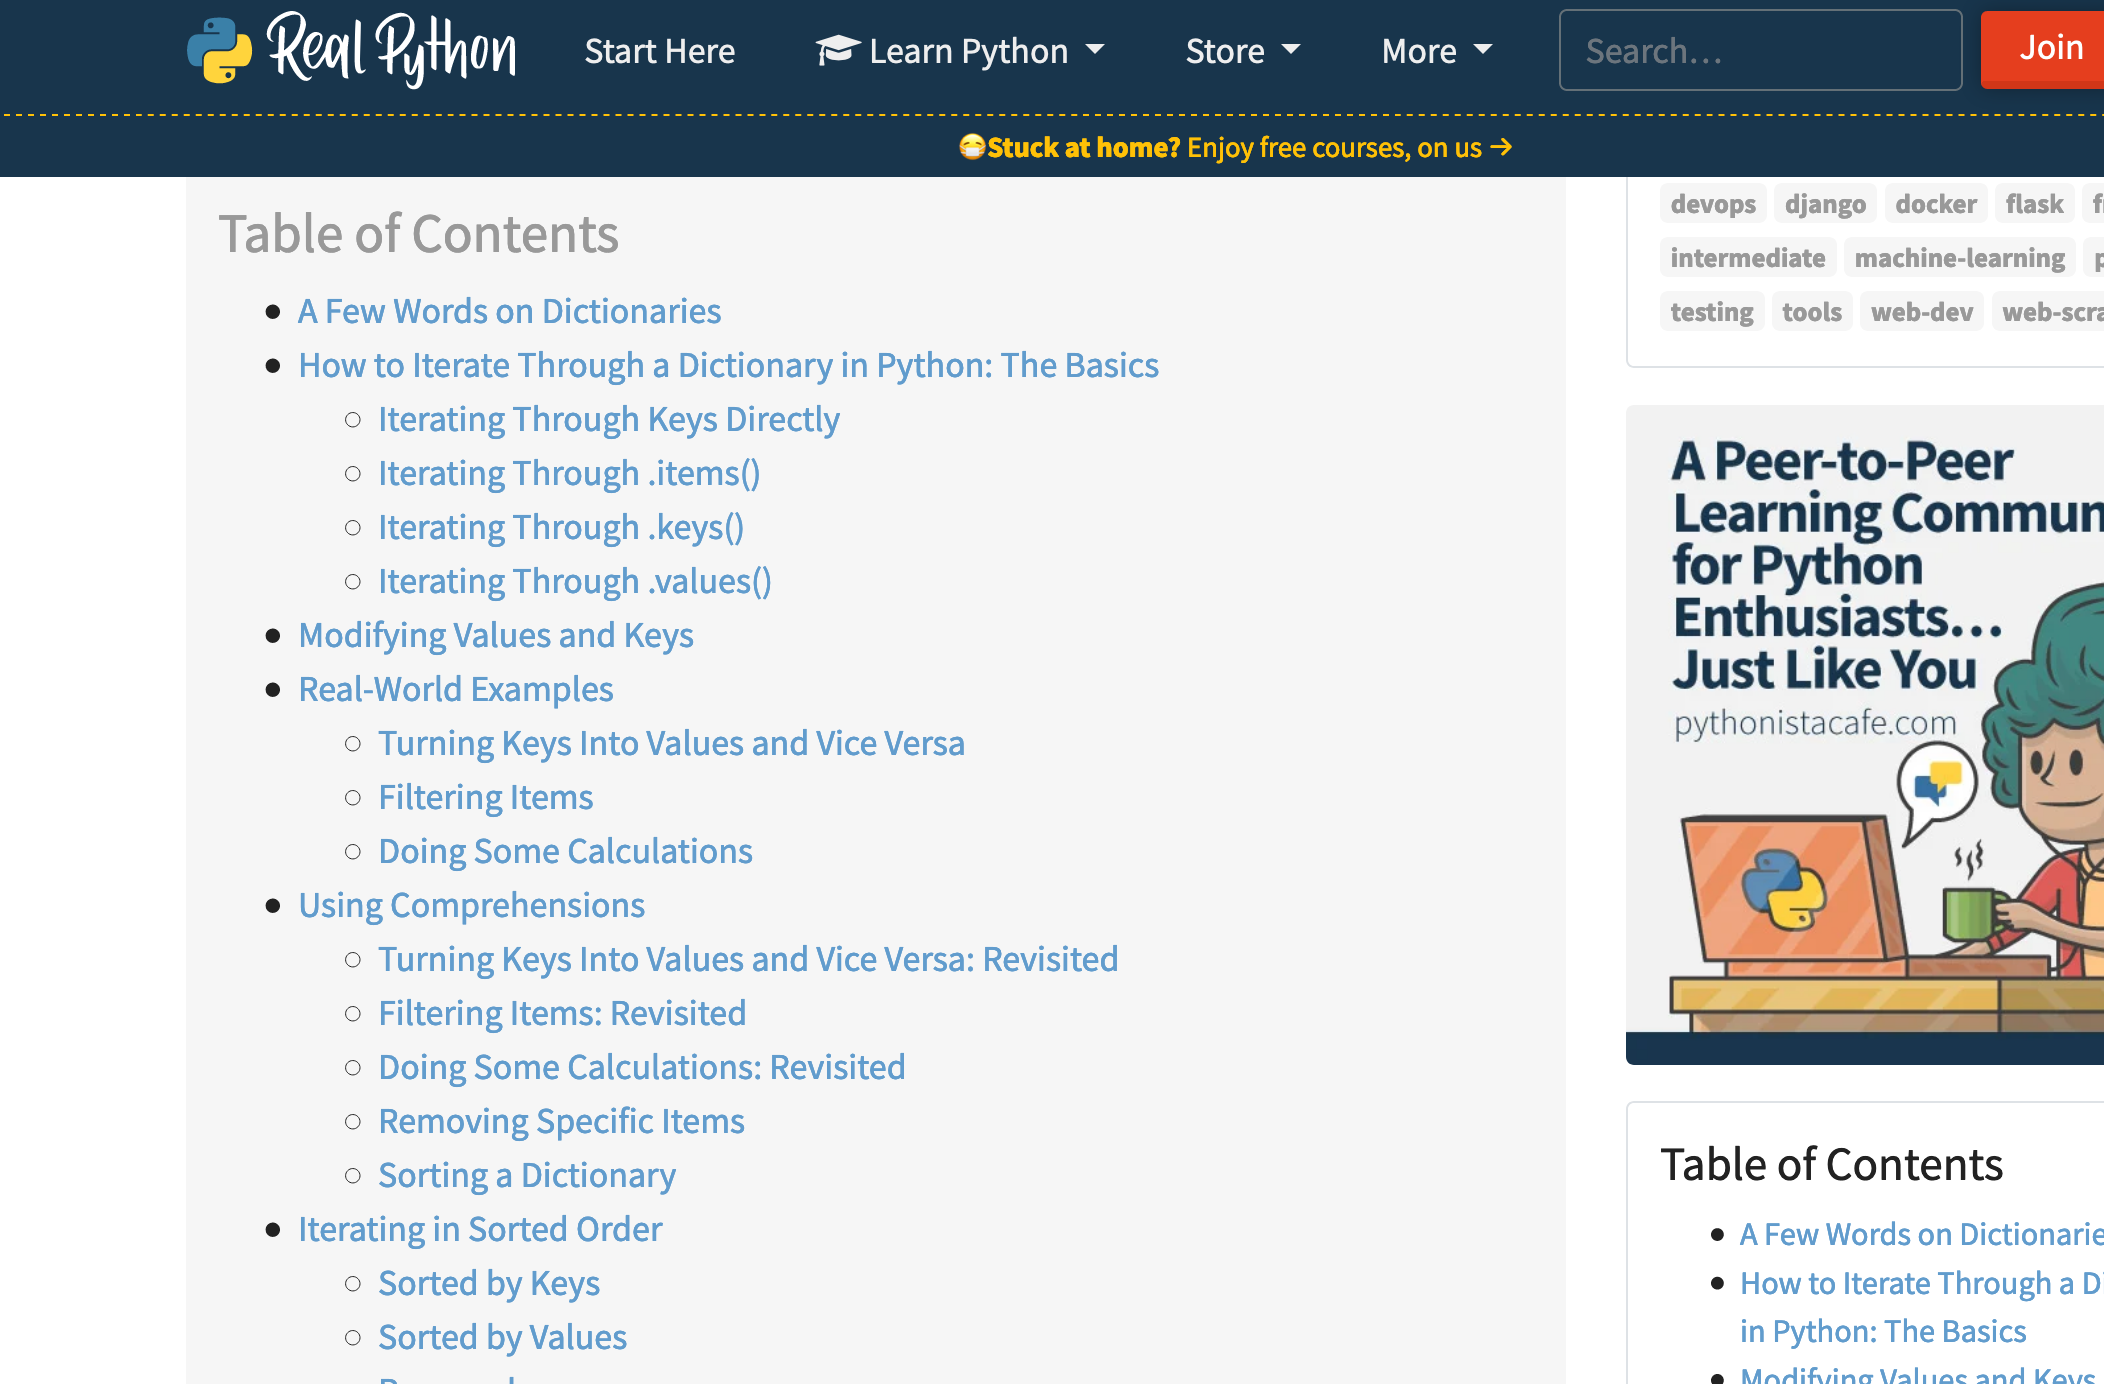 Real Python
Start Here
Learn Python
Store
More
Search...
Join
Stuck at home? Enjoy free courses, on us →
Table of Contents
A Few Words on Dictionaries
How to Iterate Through a Dictionary in Python: The Basics
Iterating Through Keys Directly
Iterating Through .items()
Iterating Through .keys()
Iterating Through .values()
Modifying Values and Keys
Real-World Examples
Turning Keys Into Values and Vice Versa
Filtering Items
Doing Some Calculations
Using Comprehensions
Turning Keys Into Values and Vice Versa: Revisited
Filtering Items: Revisited
Doing Some Calculations: Revisited
Removing Specific Items
Sorting a Dictionary
Iterating in Sorted Order
Sorted by Keys
Sorted by Values
devops django docker flask
intermediate machine-learning
testing tools web-dev web-scra
A Peer-to-Peer
Learning Commun
for Python
Enthusiasts...
Just Like You
pythonistacafe.com
Table of Contents
A Few Words on Dictionarie
How to Iterate Through a D
in Python: The Basics
Modifying Values and Keys